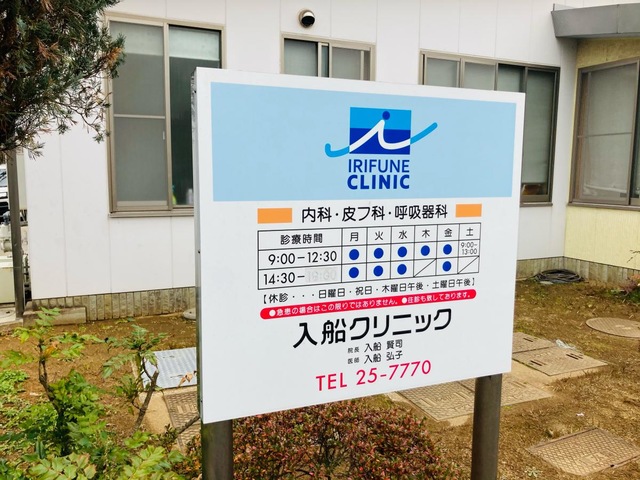 IRIFUNE
CLINIC
内科・皮フ科・呼吸器科
診療時間 月 火 水 木 金 土
9:00-12:30 ● ● ● ● ● 9:00-13:00
14:30- ● ● ● ／ ● ／
【休診・・・日曜日・祝日・木曜日午後・土曜日午後】
●急患の場合はこの限りではありません。●往診も致しております。
入船クリニック
院長 入船 賢司
医師 入船 弘子
TEL 25-7770